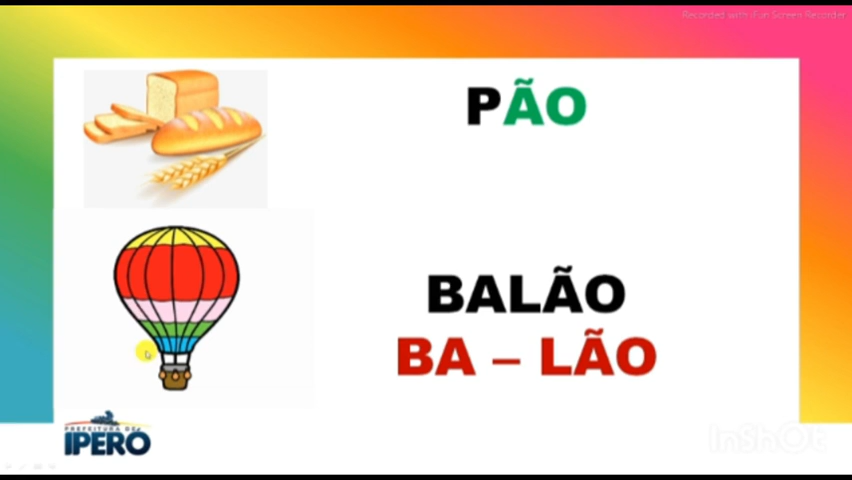 Recorded with iFun Screen Recorder
PÃO
BALÃO
BA – LÃO
PREFEITURA DE
IPERÓ
InShOt